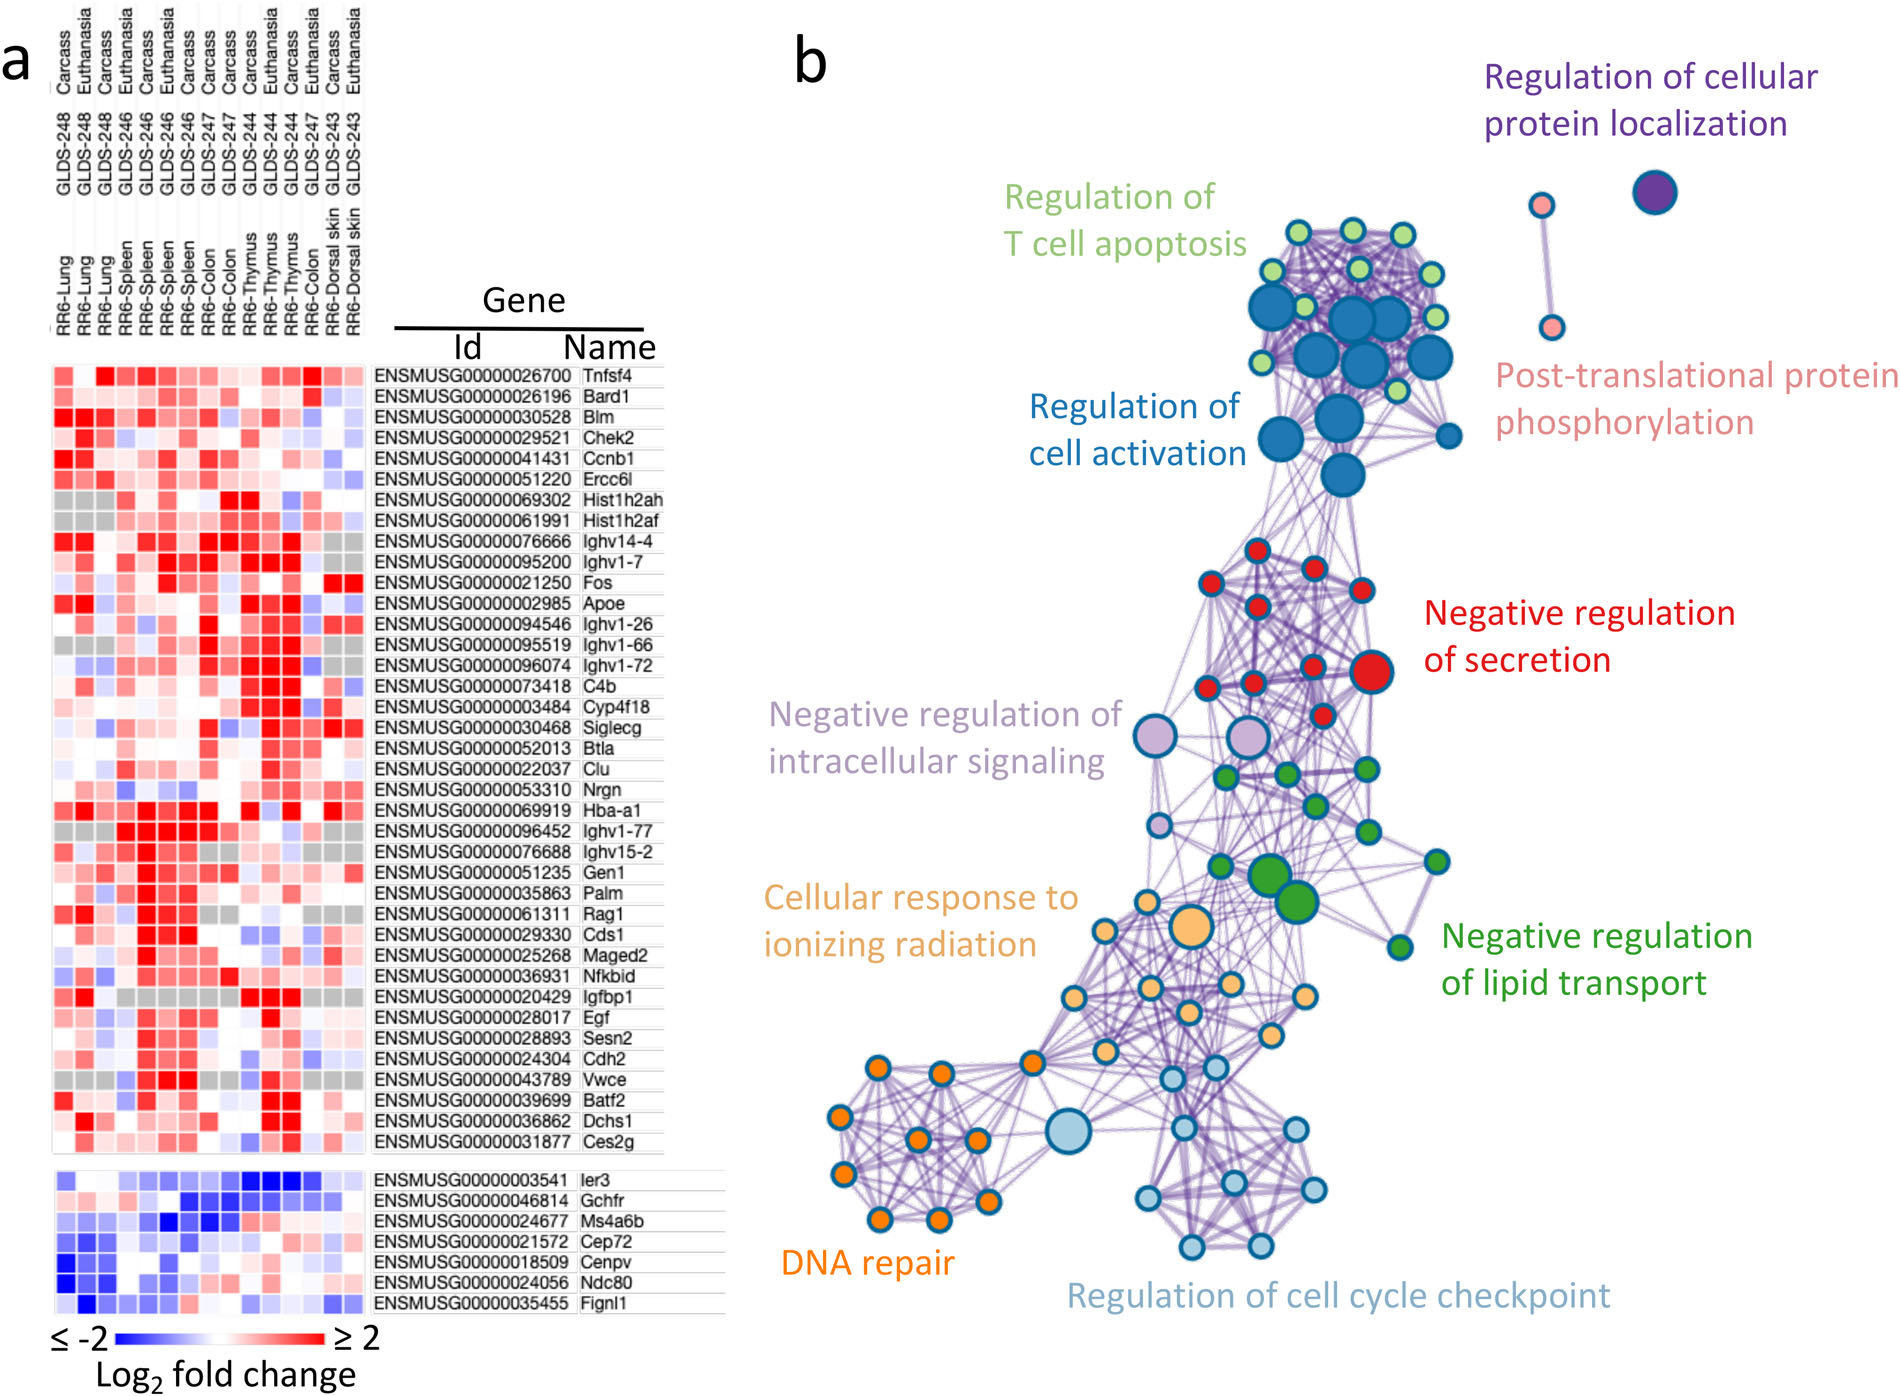 a
RR6-Lung GLDS-248 Carcass
RR6-Lung GLDS-248 Euthanasia
RR6-Lung GLDS-248 Carcass
RR6-Spleen GLDS-246 Euthanasia
RR6-Spleen GLDS-246 Carcass
RR6-Spleen GLDS-246 Euthanasia
RR6-Spleen GLDS-246 Carcass
RR6-Colon GLDS-247 Carcass
RR6-Colon GLDS-247 Carcass
RR6-Thymus GLDS-244 Carcass
RR6-Thymus GLDS-244 Euthanasia
RR6-Thymus GLDS-244 Carcass
RR6-Colon GLDS-247 Euthanasia
RR6-Dorsal skin GLDS-243 Carcass
RR6-Dorsal skin GLDS-243 Euthanasia
Gene
Id Name
ENSMUSG00000026700 Tnfsf4
ENSMUSG00000026196 Bard1
ENSMUSG00000030528 Blm
ENSMUSG00000029521 Chek2
ENSMUSG00000041431 Ccnb1
ENSMUSG00000051220 Ercc6l
ENSMUSG00000069302 Hist1h2ah
ENSMUSG00000061991 Hist1h2af
ENSMUSG00000076666 Ighv14-4
ENSMUSG00000095200 Ighv1-7
ENSMUSG00000021250 Fos
ENSMUSG00000002985 Apoe
ENSMUSG00000094546 Ighv1-26
ENSMUSG00000095519 Ighv1-66
ENSMUSG00000096074 Ighv1-72
ENSMUSG00000073418 C4b
ENSMUSG00000003484 Cyp4f18
ENSMUSG00000030468 Siglecg
ENSMUSG00000052013 Btla
ENSMUSG00000022037 Clu
ENSMUSG00000053310 Nrgn
ENSMUSG00000069919 Hba-a1
ENSMUSG00000096452 Ighv1-77
ENSMUSG00000076688 Ighv15-2
ENSMUSG00000051235 Gen1
ENSMUSG00000035863 Palm
ENSMUSG00000061311 Rag1
ENSMUSG00000029330 Cds1
ENSMUSG00000025268 Maged2
ENSMUSG00000036931 Nfkbid
ENSMUSG00000020429 Igfbp1
ENSMUSG00000028017 Egf
ENSMUSG00000028893 Sesn2
ENSMUSG00000024304 Cdh2
ENSMUSG00000043789 Vwce
ENSMUSG00000039699 Batf2
ENSMUSG00000036862 Dchs1
ENSMUSG00000031877 Ces2g
ENSMUSG00000003541 Ier3
ENSMUSG00000046814 Gchfr
ENSMUSG00000024677 Ms4a6b
ENSMUSG00000021572 Cep72
ENSMUSG00000018509 Cenpv
ENSMUSG00000024056 Ndc80
ENSMUSG00000035455 Fignl1
≤ -2 ≥ 2
Log2 fold change
b
Regulation of cellular
protein localization
Regulation of
T cell apoptosis
Post-translational protein
phosphorylation
Regulation of
cell activation
Negative regulation
of secretion
Negative regulation of
intracellular signaling
Cellular response to
ionizing radiation
Negative regulation
of lipid transport
DNA repair
Regulation of cell cycle checkpoint